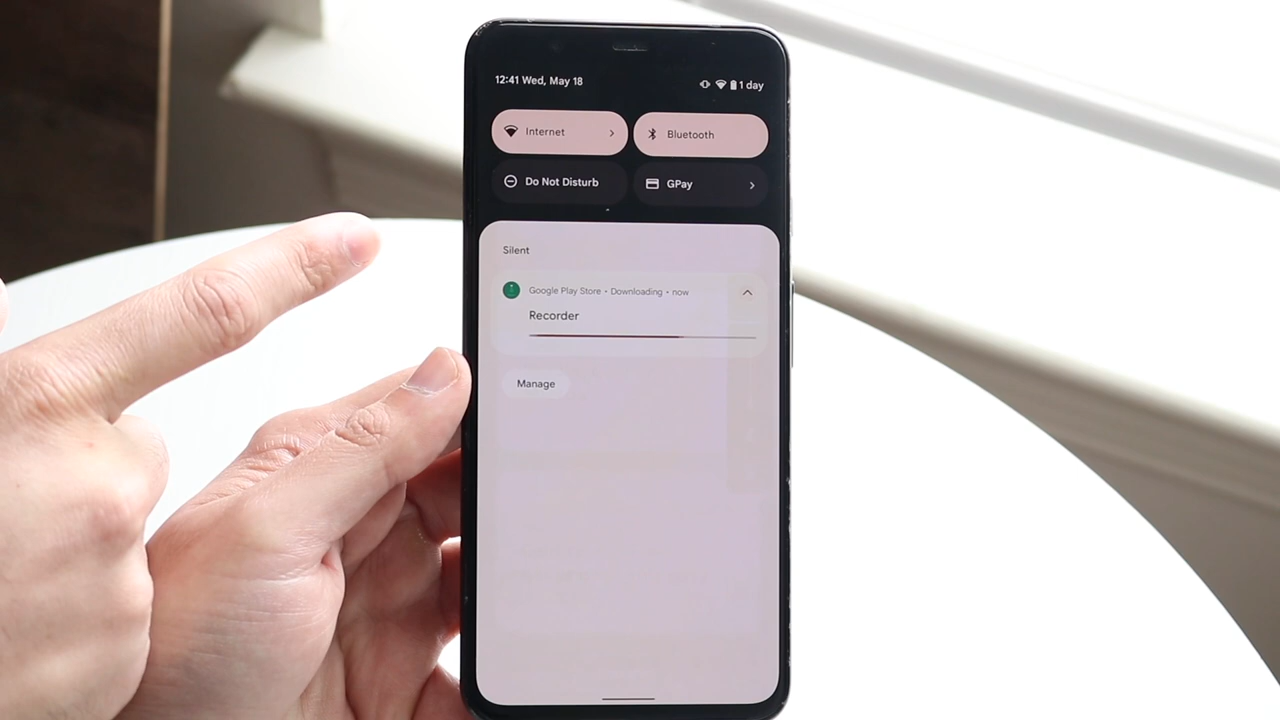 12:41 Wed, May 18 1 day
Internet Bluetooth
Do Not Disturb GPay
Silent
Google Play Store • Downloading • now
Recorder
Manage